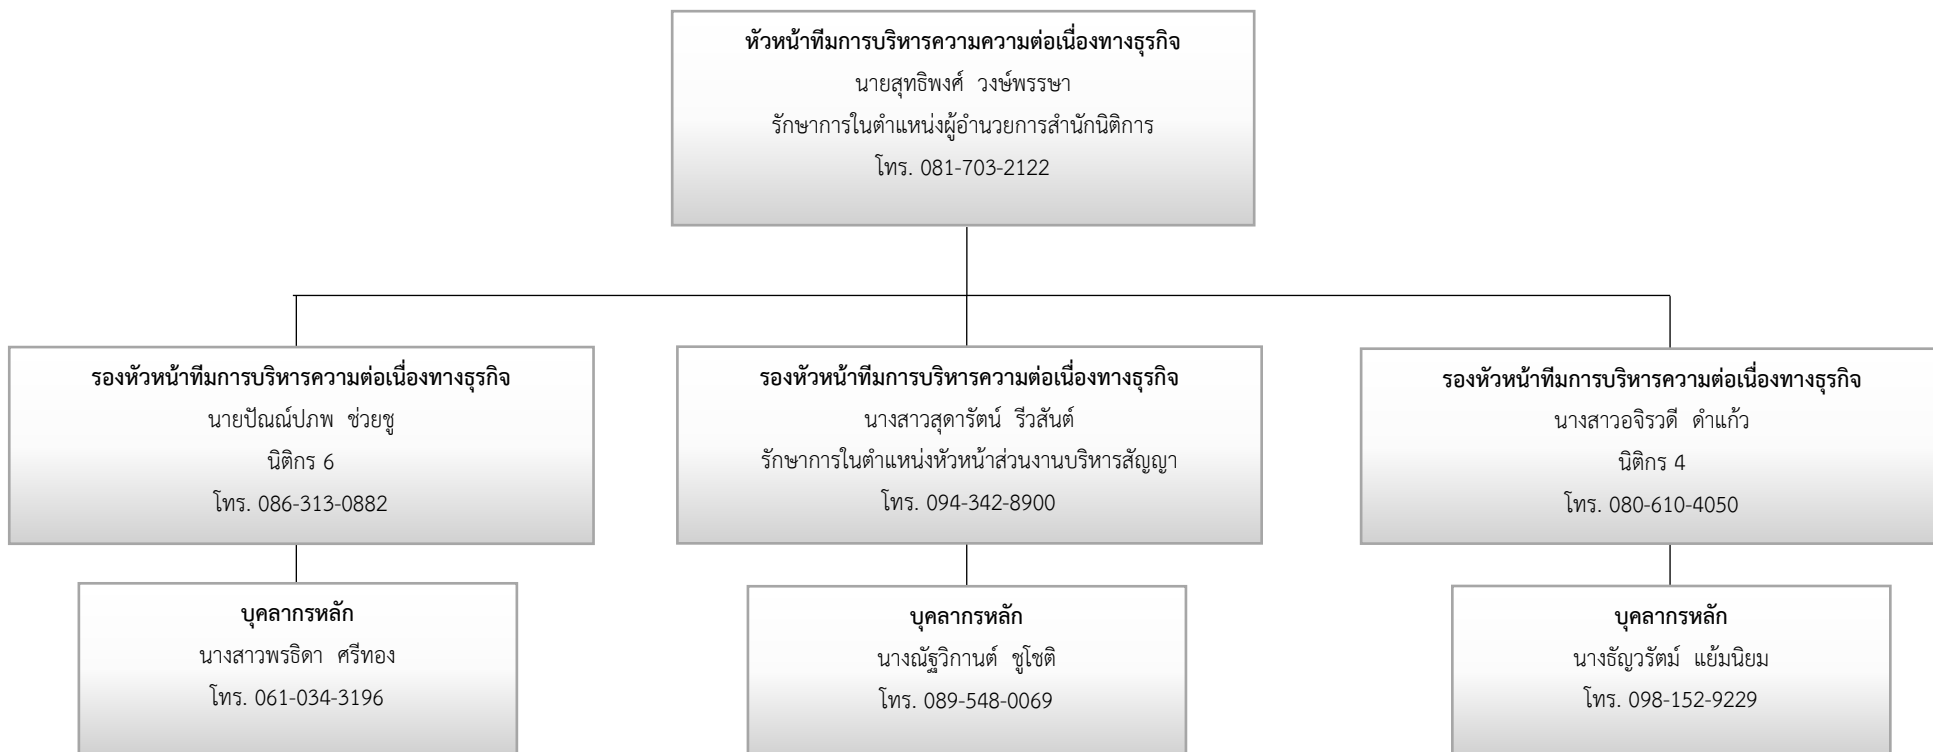 หัวหน้าทีมการบริหารความความต่อเนื่องทางธุรกิจ
นายสุทธิพงศ์ วงษ์พรรษา
รักษาการในตำแหน่งผู้อำนวยการสำนักนิติการ
โทร. 081-703-2122
รองหัวหน้าทีมการบริหารความต่อเนื่องทางธุรกิจ
นายปัณณ์ปภพ ช่วยชู
นิติกร 6
โทร. 086-313-0882
รองหัวหน้าทีมการบริหารความต่อเนื่องทางธุรกิจ
นางสาวสุดารัตน์ รีวสันต์
รักษาการในตำแหน่งหัวหน้าส่วนงานบริหารสัญญา
โทร. 094-342-8900
รองหัวหน้าทีมการบริหารความต่อเนื่องทางธุรกิจ
นางสาวอจิรวดี ดำแก้ว
นิติกร 4
โทร. 080-610-4050
บุคลากรหลัก
นางสาวพรธิดา ศรีทอง
โทร. 061-034-3196
บุคลากรหลัก
นางณัฐวิกานต์ ชูโชติ
โทร. 089-548-0069
บุคลากรหลัก
นางธัญวรัตม์ แย้มนิยม
โทร. 098-152-9229